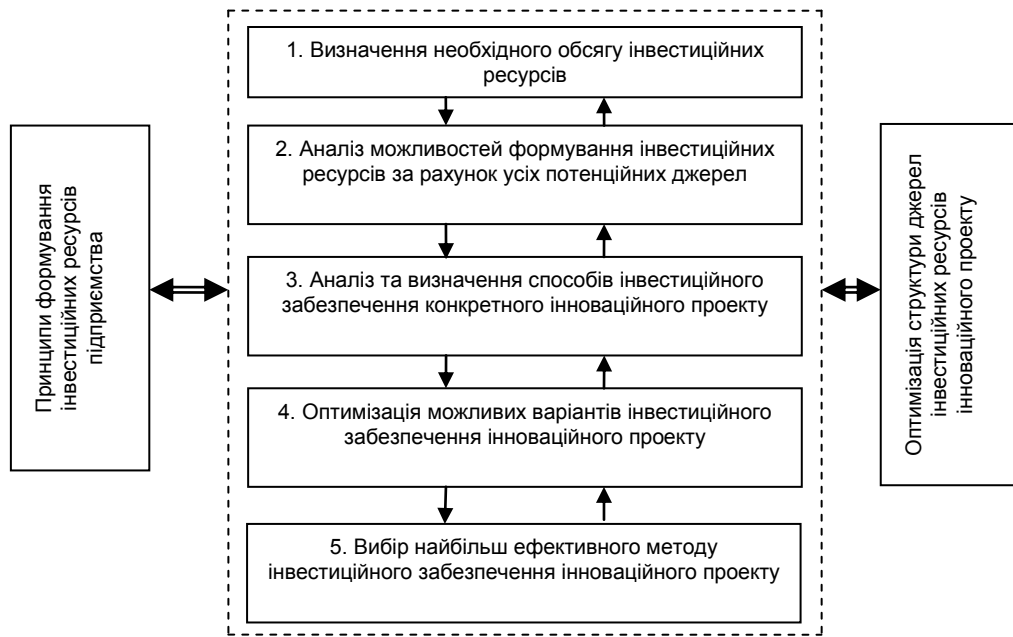 1. Визначення необхідного обсягу інвестиційних
ресурсів
2. Аналіз можливостей формування інвестиційних
ресурсів за рахунок усіх потенційних джерел
3. Аналіз та визначення способів інвестиційного
забезпечення конкретного інноваційного проекту
4. Оптимізація можливих варіантів інвестиційного
забезпечення інноваційного проекту
5. Вибір найбільш ефективного методу
інвестиційного забезпечення інноваційного проекту
Принципи формування
інвестиційних ресурсів
підприємства
Оптимізація структури джерел
інвестиційних ресурсів
інноваційного проекту